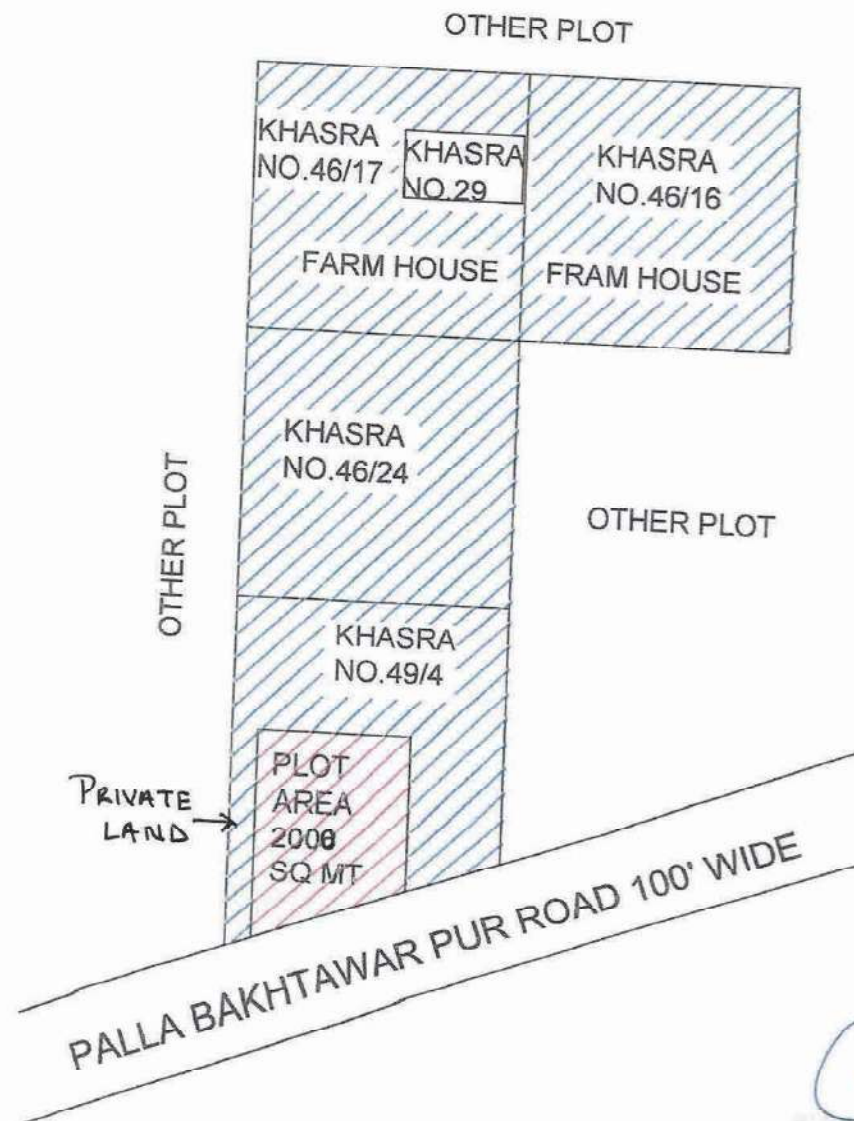 OTHER PLOT
KHASRA
NO.46/17
KHASRA
NO.29
KHASRA
NO.46/16
FARM HOUSE
FRAM HOUSE
KHASRA
NO.46/24
OTHER PLOT
OTHER PLOT
KHASRA
NO.49/4
PLOT
AREA
SQ MT
PRIVATE
LAND
PALLA BAKHTAWAR PUR ROAD 100' WIDE